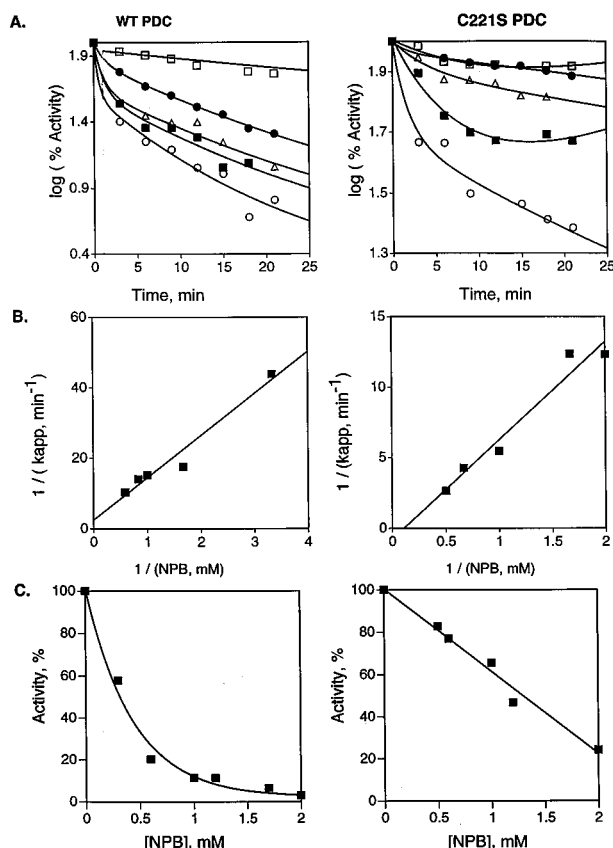 A.
WT PDC
C221S PDC
log ( % Activity)
1.9
1.4
0.9
0.4
0 5 10 15 20 25
Time, min
log ( % Activity)
1.9
1.7
1.5
1.3
0 5 10 15 20 25
Time, min
B.
1 / ( kapp, min-1)
60
40
20
0
0 1 2 3 4
1 / (NPB, mM)
1 / (kapp, min-1)
15
10
5
0
0 0.5 1 1.5 2
1 / (NPB, mM)
C.
Activity, %
100
80
60
40
20
0
0 0.5 1 1.5 2
[NPB], mM
Activity, %
100
80
60
40
20
0
0 0.5 1 1.5 2
[NPB], mM